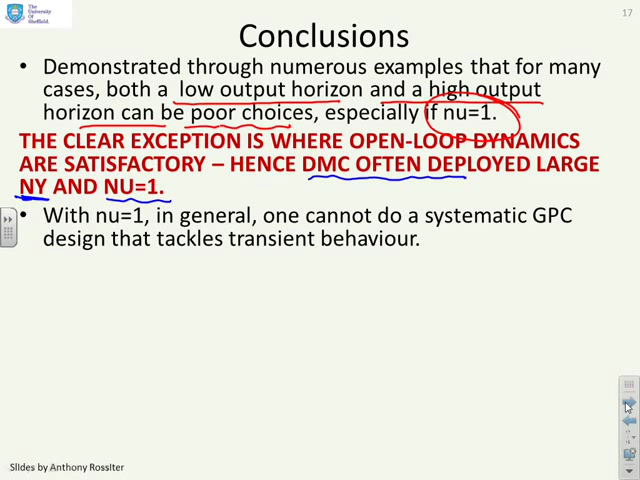 The
University
Of
Sheffield.
17
Conclusions
• Demonstrated through numerous examples that for many
cases, both a low output horizon and a high output
horizon can be poor choices, especially if nu=1.
THE CLEAR EXCEPTION IS WHERE OPEN-LOOP DYNAMICS
ARE SATISFACTORY – HENCE DMC OFTEN DEPLOYED LARGE
NY AND NU=1.
• With nu=1, in general, one cannot do a systematic GPC
design that tackles transient behaviour.
Slides by Anthony Rossiter